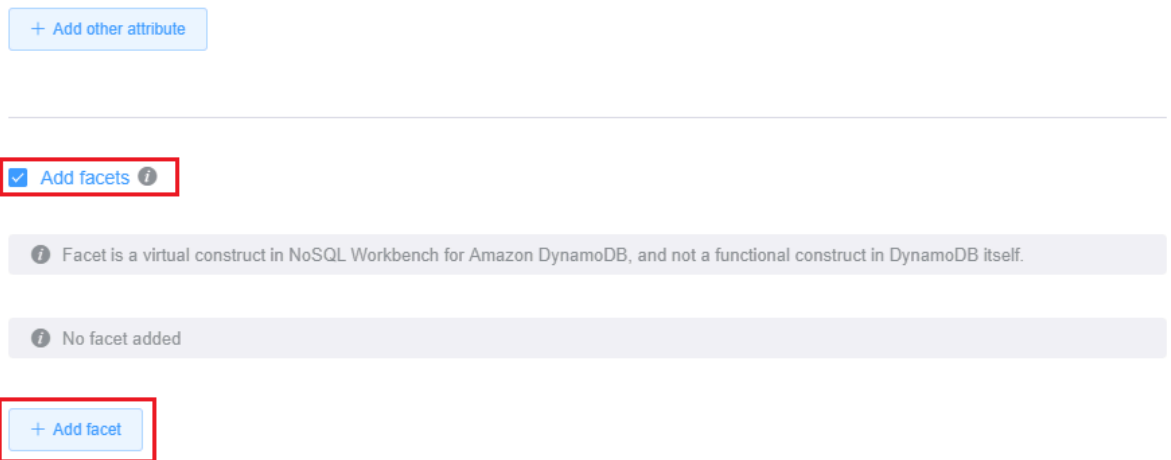 + Add other attribute
Add facets
Facet is a virtual construct in NoSQL Workbench for Amazon DynamoDB, and not a functional construct in DynamoDB itself.
No facet added
+ Add facet